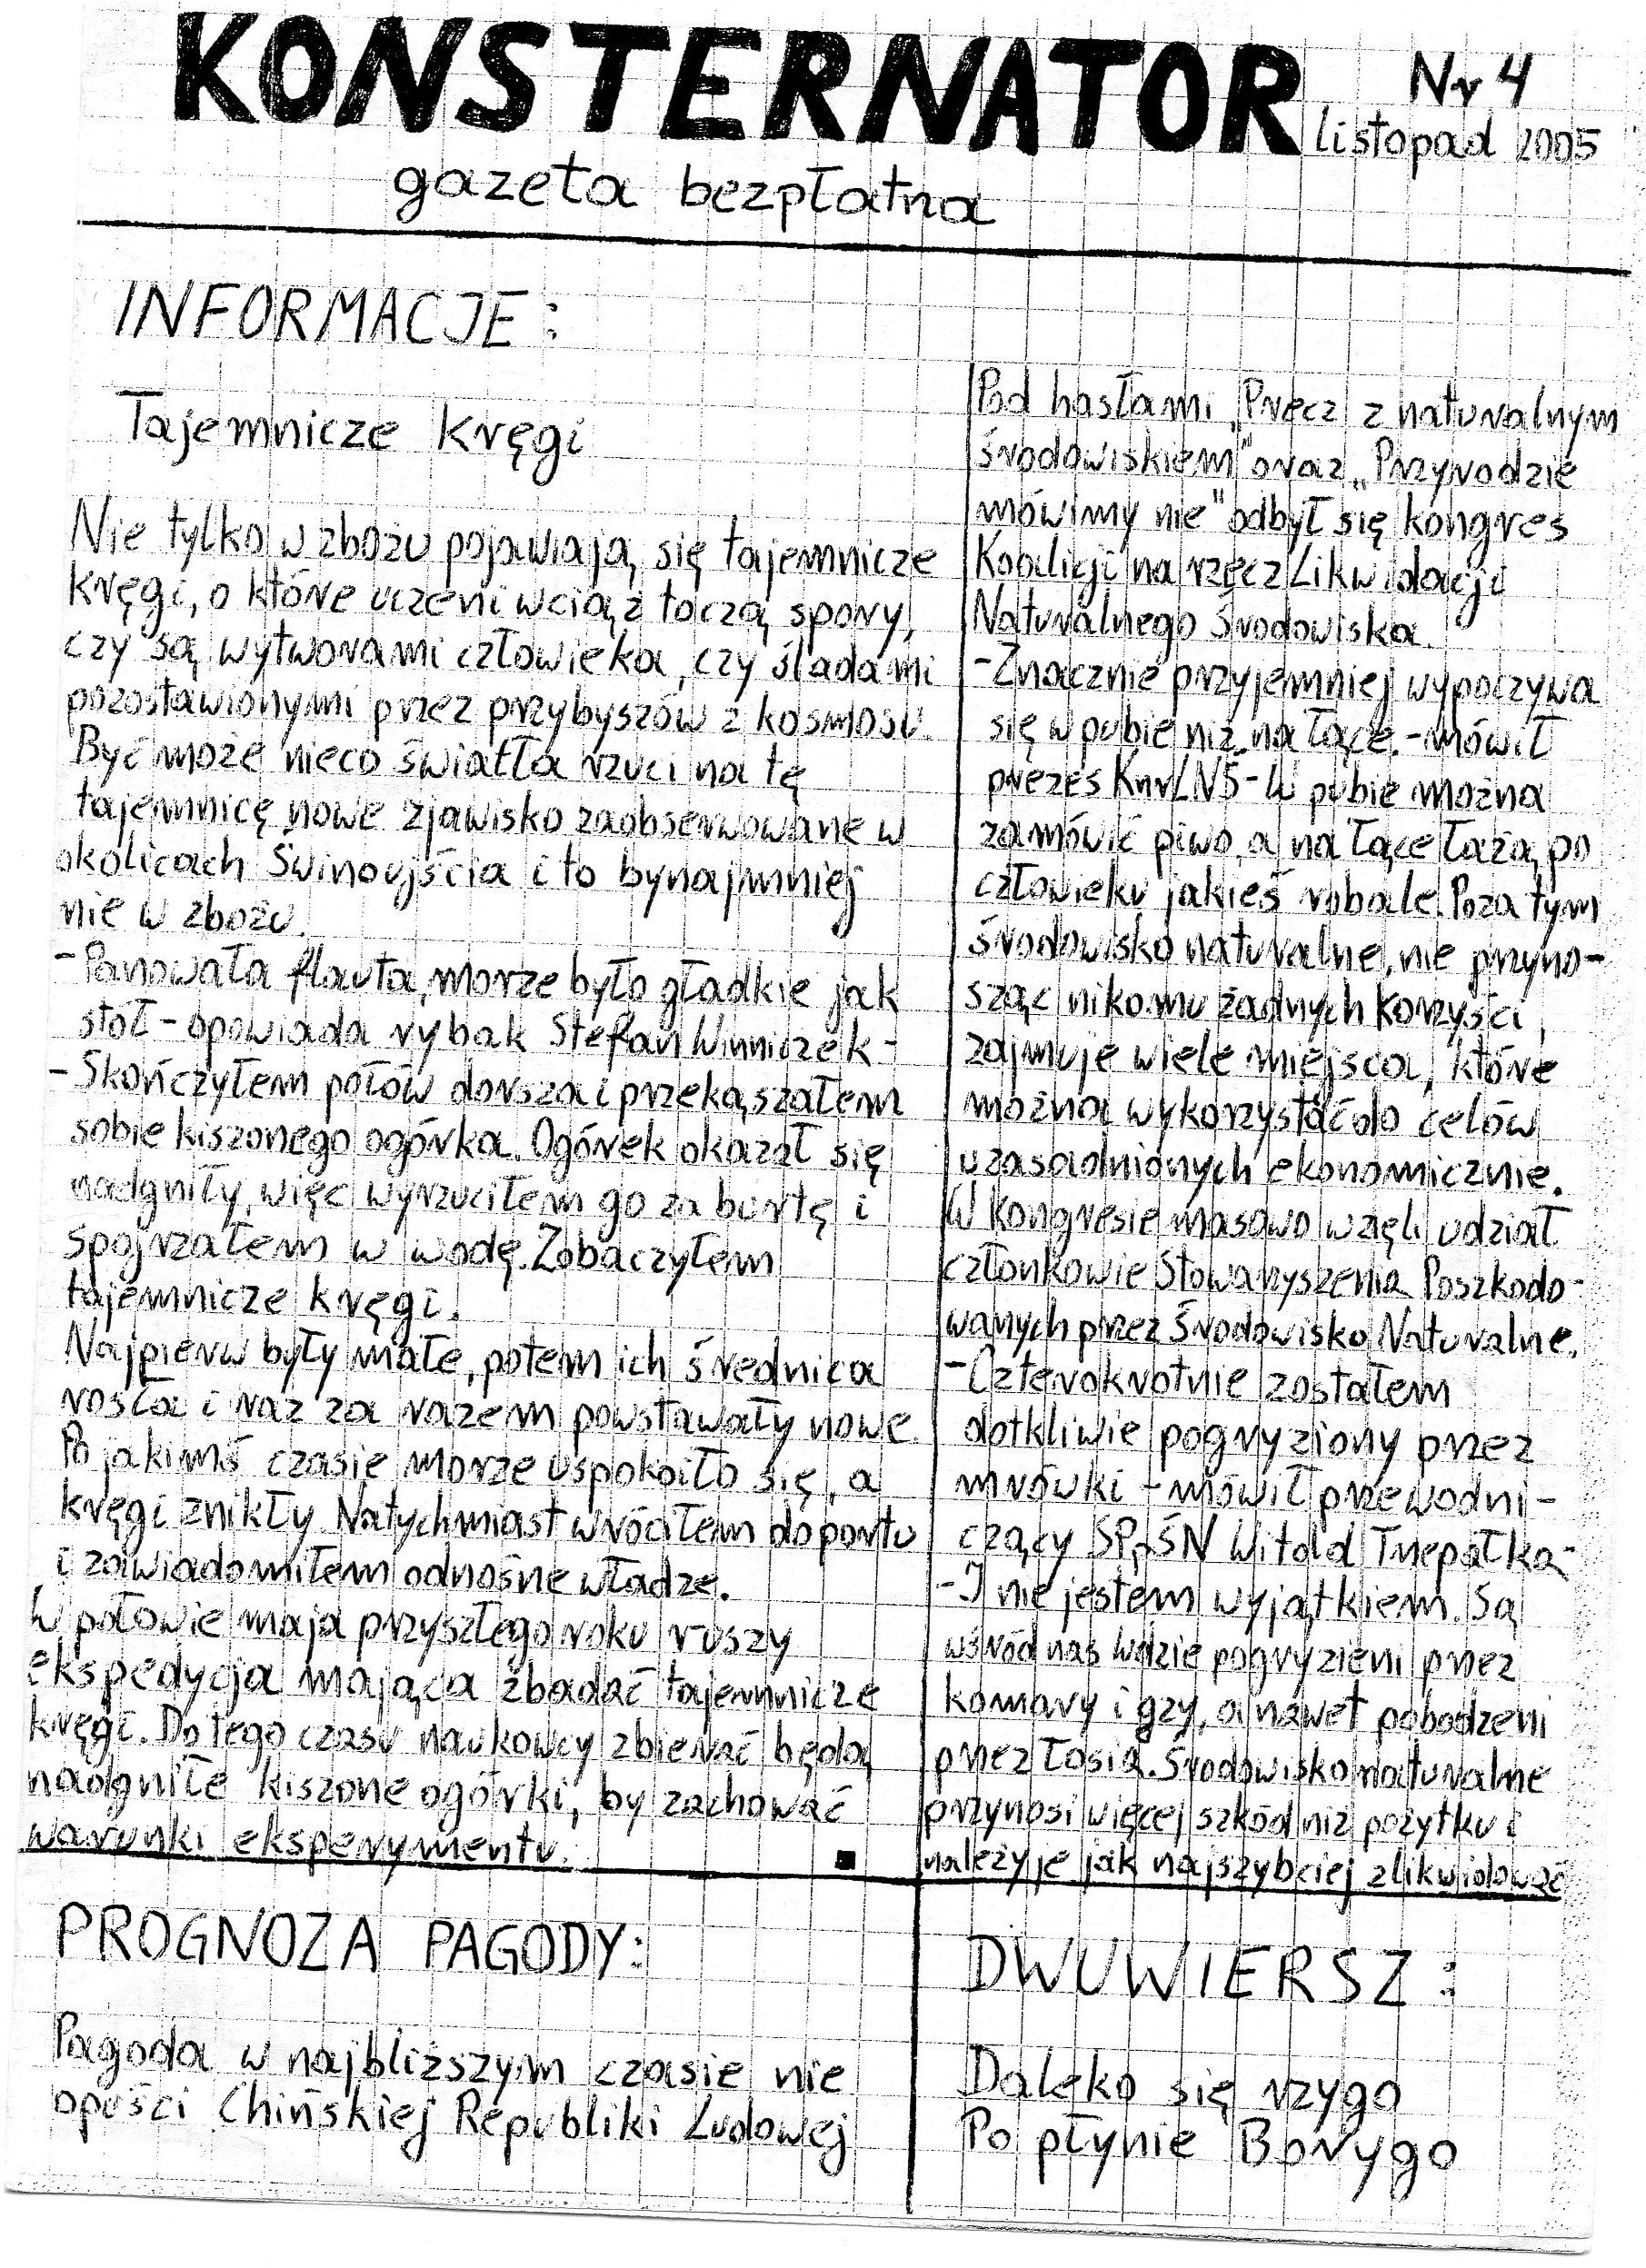 KONSTERNATOR
Nr 4
listopad 2005
gazeta bezpłatna
INFORMACJE:
Tajemnicze kręgi
Nie tylko w zbożu pojawiają się tajemnicze
kręgi, o które uczeni wciąż toczą spory,
czy są wytworami człowieka, czy śladami
pozostawionymi przez przybyszów z kosmosu.
Być może nieco światła rzuci na tę
tajemnicę nowe zjawisko zaobserwowane w
okolicach Świnoujścia i to bynajmniej
nie w zbożu.
- Panowała flauta, morze było gładkie jak
stół - opowiada rybak Stefan Winniczek -
- Skończyłem połów dorsza i przekąszałem
sobie kiszonego ogórka. Ogórek okazał się
nadgniły, więc wyrzuciłem go za burtę i
spojrzałem w wodę. Zobaczyłem
tajemnicze kręgi.
Najpierw były małe, potem ich średnica
rosła i raz za razem powstawały nowe.
Po jakimś czasie morze uspokoiło się, a
kręgi znikły. Natychmiast wróciłem do portu
i zawiadomiłem odnośne władze.
W połowie maja przyszłego roku ruszy
ekspedycja mająca zbadać tajemnicze
kręgi. Do tego czasu naukowcy zbierać będą
nadgniłe kiszone ogórki, by zachować
warunki eksperymentu.
Pod hasłami „Precz z naturalnym
środowiskiem" oraz „Przyrodzie
mówimy nie" odbył się kongres
Koalicji na rzecz Likwidacji
Naturalnego Środowiska.
- Znacznie przyjemniej wypoczywa
się w pubie niż na łące. - mówił
prezes KnrLNŚ - W pubie można
zamówić piwo, a na łące łażą po
człowieku jakieś robale. Poza tym
środowisko naturalne, nie przyno-
sząc nikomu żadnych korzyści,
zajmuje wiele miejsca, które
można wykorzystać do celów
uzasadnionych ekonomicznie.
W kongresie masowo wzięli udział
członkowie Stowarzyszenia Poszkodo-
wanych przez Środowisko Naturalne.
- Czterokrotnie zostałem
dotkliwie pogryziony przez
mrówki - mówił przewodni-
czący SPpŚN Witold Trzepałka -
- I nie jestem wyjątkiem. Są
wśród nas ludzie pogryzieni przez
komary i gzy, a nawet pobodzeni
przez łosia. Środowisko naturalne
przynosi więcej szkód niż pożytku i
należy je jak najszybciej zlikwidować
PROGNOZA PAGODY:
Pagoda w najbliższym czasie nie
opuści Chińskiej Republiki Ludowej
DWUWIERSZ:
Daleko się rzygo
Po płynie Borygo